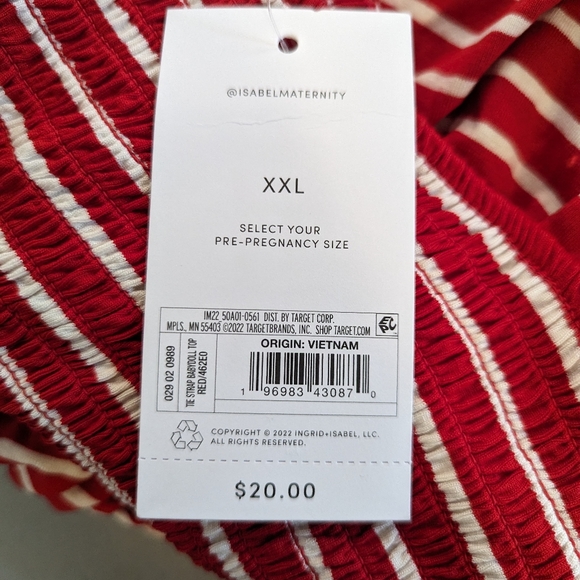 @ISABELMATERNITY
XXL
SELECT YOUR
PRE-PREGNANCY SIZE
IM22 50A01-0561 DIST. BY TARGET CORP.
MPLS., MN 55403 ©2022 TARGETBRANDS, INC. SHOP TARGET.COM
029 02 0989
TIE STRAP BABYDOLL TOP
RED/462E0
ORIGIN: VIETNAM
1 96983 43087 0
COPYRIGHT © 2022 INGRID+ISABEL, LLC.
ALL RIGHTS RESERVED.
$20.00